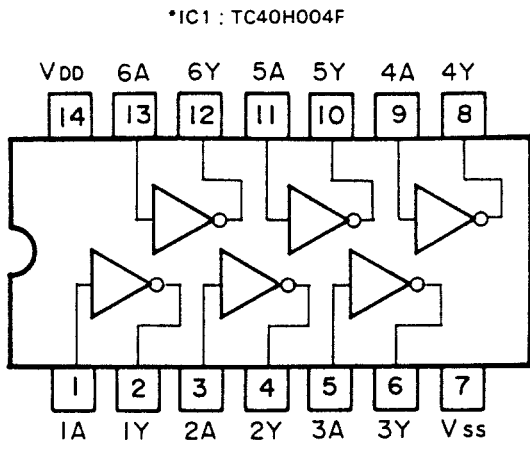 *IC1 : TC40H004F
VDD 6A 6Y 5A 5Y 4A 4Y
14 13 12 11 10 9 8
1 2 3 4 5 6 7
1A 1Y 2A 2Y 3A 3Y Vss